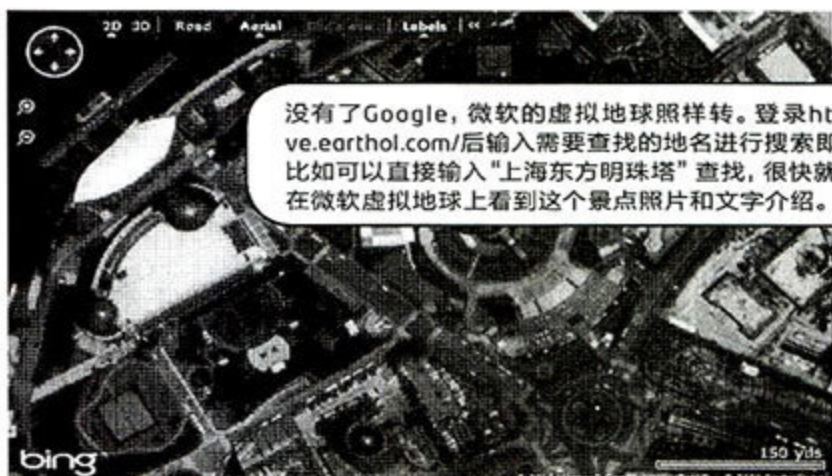 2D 3D | Road Aerial | Labels | «
没有了Google，微软的虚拟地球照样转。登录ht
ve.earthol.com/后输入需要查找的地名进行搜索即
比如可以直接输入“上海东方明珠塔”查找，很快就
在微软虚拟地球上看到这个景点照片和文字介绍。
bing
150 yds